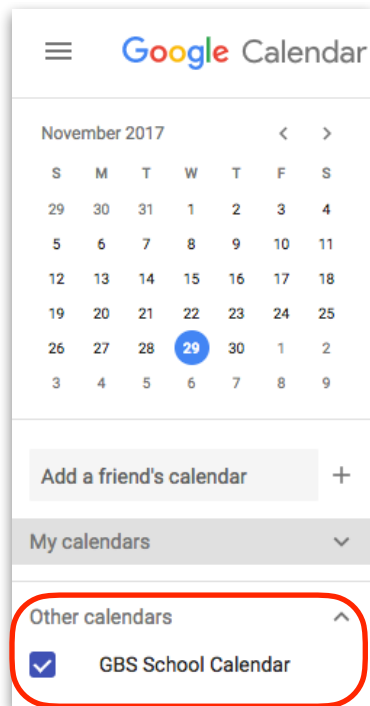 Google Calendar
November 2017 < >
S M T W T F S
29 30 31 1 2 3 4
5 6 7 8 9 10 11
12 13 14 15 16 17 18
19 20 21 22 23 24 25
26 27 28 29 30 1 2
3 4 5 6 7 8 9
Add a friend's calendar +
My calendars
Other calendars
GBS School Calendar